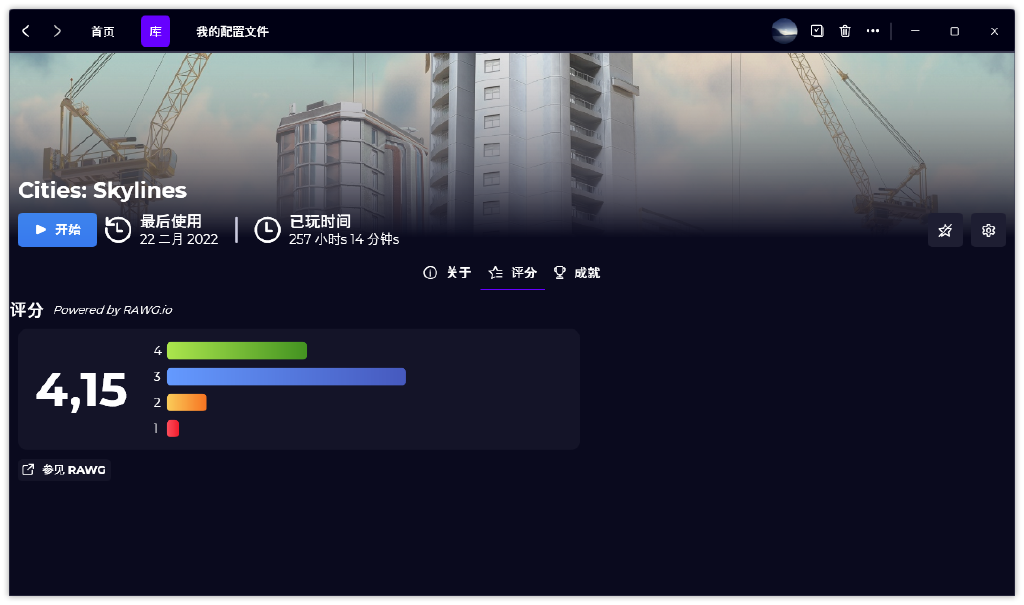 首页 库 我的配置文件
Cities: Skylines
开始 最后使用 已玩时间
22 二月 2022 257 小时s 14 分钟s
关于 评分 成就
评分 Powered by RAWG.io
4
3
4,15
2
1
参见 RAWG